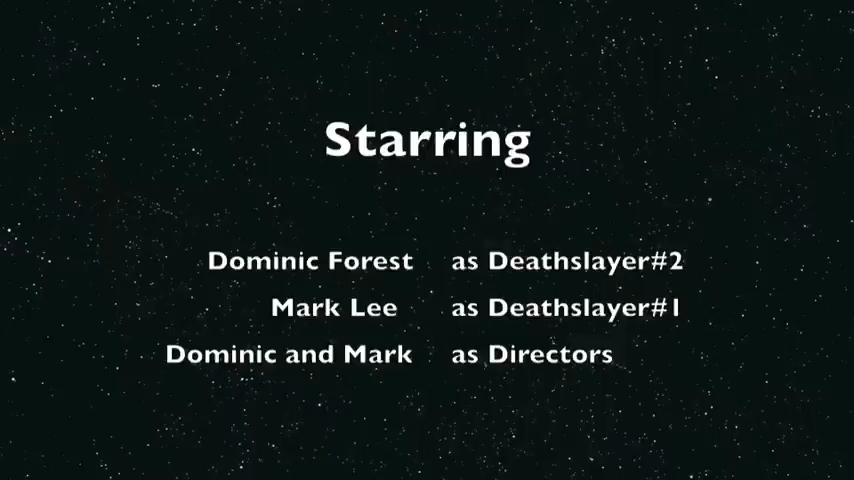 Starring
Dominic Forest as Deathslayer#2
Mark Lee as Deathslayer#1
Dominic and Mark as Directors